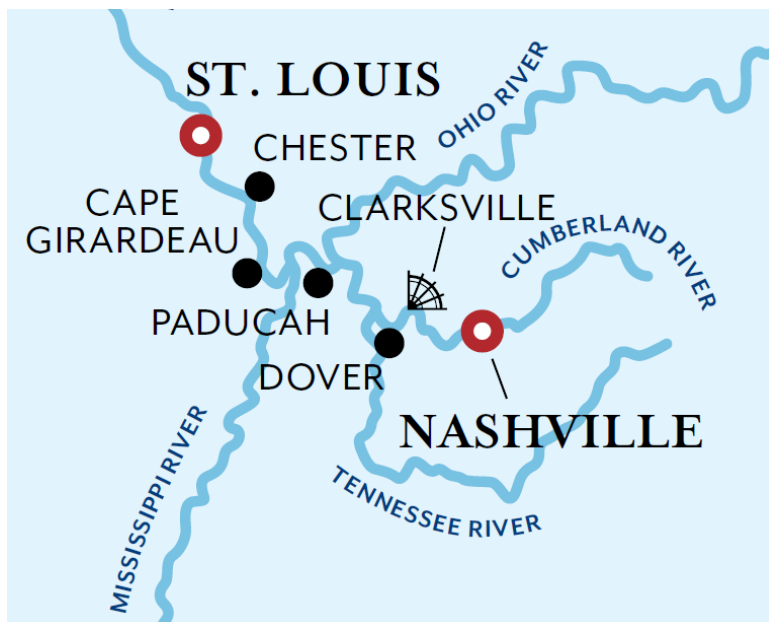 ST. LOUIS
OHIO RIVER
CHESTER
CAPE
GIRARDEAU
CLARKSVILLE
CUMBERLAND RIVER
PADUCAH
DOVER
NASHVILLE
MISSISSIPPI RIVER
TENNESSEE RIVER